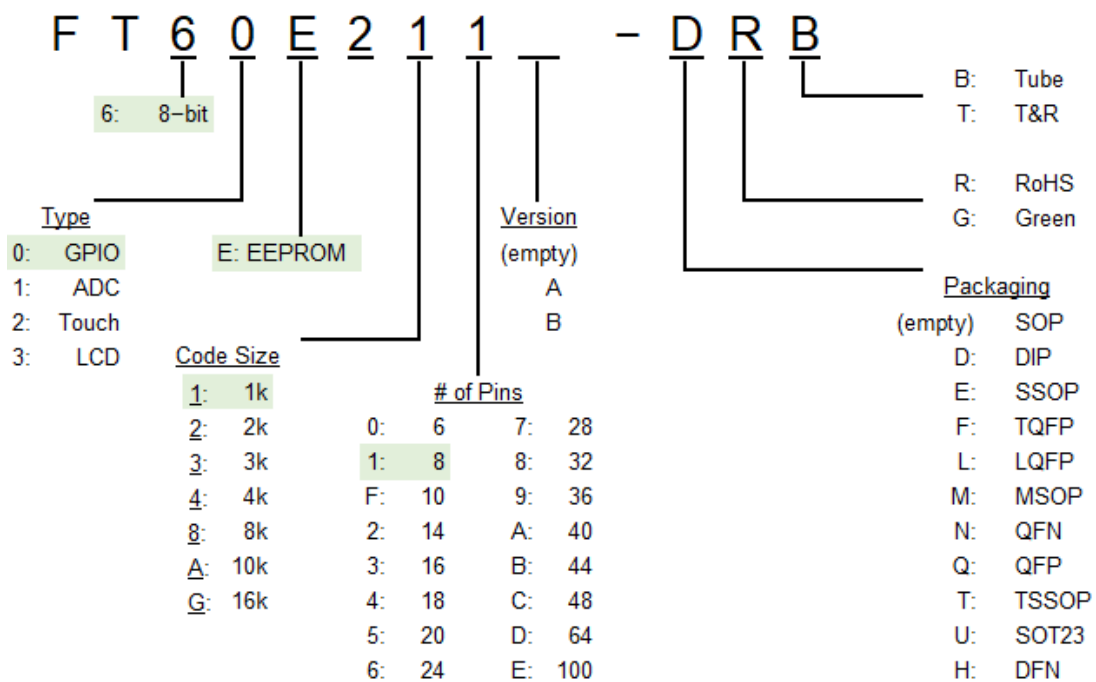 F T 6 0 E 2 1 1 _ – D R B
6: 8-bit
B: Tube
T: T&R
R: RoHS
G: Green
Type
0: GPIO
1: ADC
2: Touch
3: LCD
E: EEPROM
Version
(empty)
A
B
Code Size
1: 1k
2: 2k
3: 3k
4: 4k
8: 8k
A: 10k
G: 16k
# of Pins
0: 6 7: 28
1: 8 8: 32
F: 10 9: 36
2: 14 A: 40
3: 16 B: 44
4: 18 C: 48
5: 20 D: 64
6: 24 E: 100
Packaging
(empty) SOP
D: DIP
E: SSOP
F: TQFP
L: LQFP
M: MSOP
N: QFN
Q: QFP
T: TSSOP
U: SOT23
H: DFN